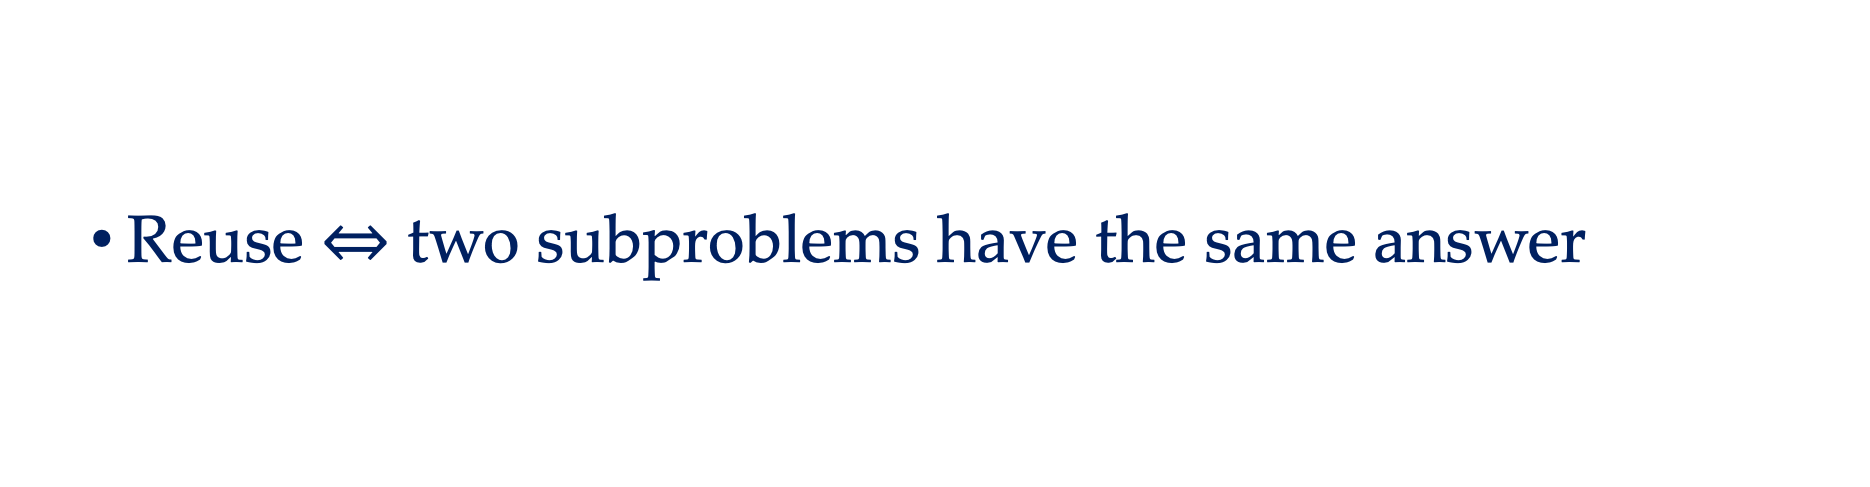 • Reuse ⇔ two subproblems have the same answer